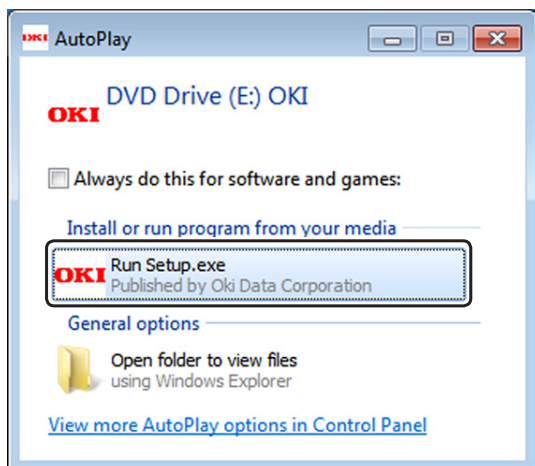 OKI AutoPlay
OKI DVD Drive (E:) OKI
Always do this for software and games:
Install or run program from your media
OKI Run Setup.exe
Published by Oki Data Corporation
General options
Open folder to view files
using Windows Explorer
View more AutoPlay options in Control Panel